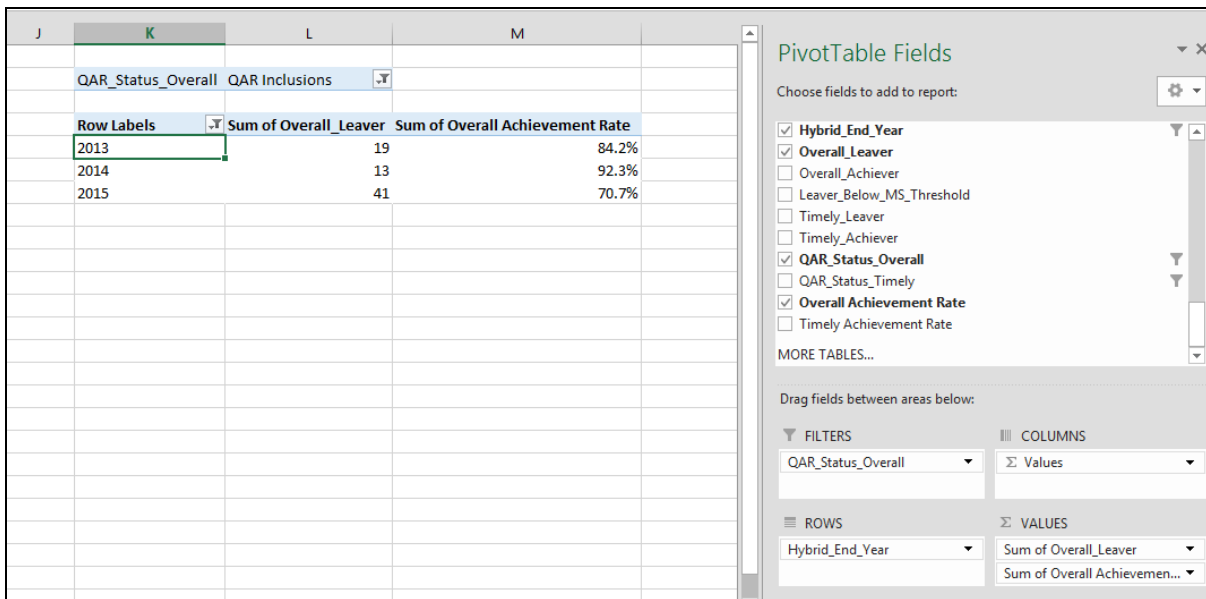 J K L M
QAR_Status_Overall QAR Inclusions
Row Labels Sum of Overall_Leaver Sum of Overall Achievement Rate
2013 19 84.2%
2014 13 92.3%
2015 41 70.7%
PivotTable Fields
Choose fields to add to report:
Hybrid_End_Year
Overall_Leaver
Overall_Achiever
Leaver_Below_MS_Threshold
Timely_Leaver
Timely_Achiever
QAR_Status_Overall
QAR_Status_Timely
Overall Achievement Rate
Timely Achievement Rate
MORE TABLES...
Drag fields between areas below:
FILTERS
QAR_Status_Overall
COLUMNS
Σ Values
ROWS
Hybrid_End_Year
Σ VALUES
Sum of Overall_Leaver
Sum of Overall Achievemen...